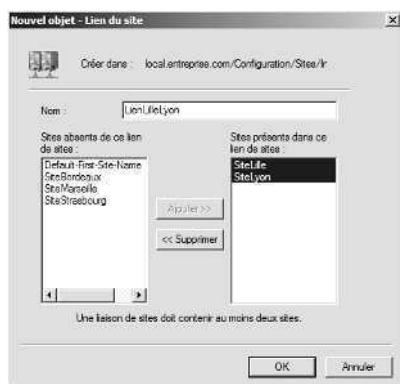 Nouvel objet - Lien du site
Créer dans : local.entreprise.com/Configuration/Sites/Ir
Nom : LienLilleLyon
Sites absents de ce lien
de sites :
Default-First-Site-Name
SiteBordeaux
SiteMarseille
SiteStrasbourg
Ajouter >>
<< Supprimer
Sites présents dans ce
lien de sites :
SiteLille
SiteLyon
Une liaison de sites doit contenir au moins deux sites.
OK
Annuler